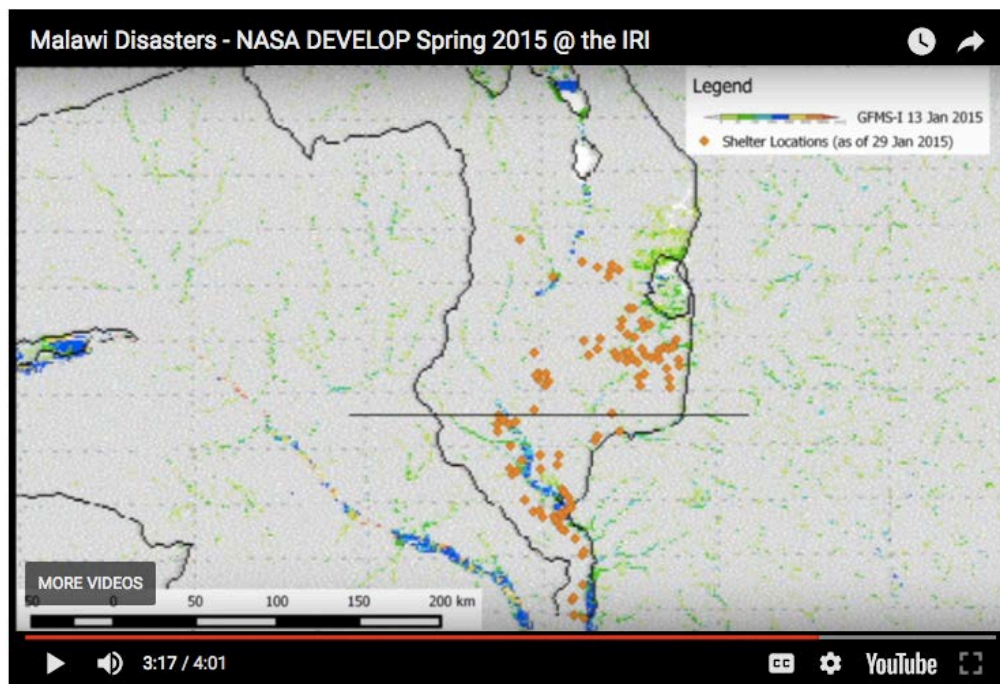 Malawi Disasters - NASA DEVELOP Spring 2015 @ the IRI
Legend
GFMS-I 13 Jan 2015
Shelter Locations (as of 29 Jan 2015)
MORE VIDEOS
50 0 50 100 150 200 km
3:17 / 4:01
CC
YouTube